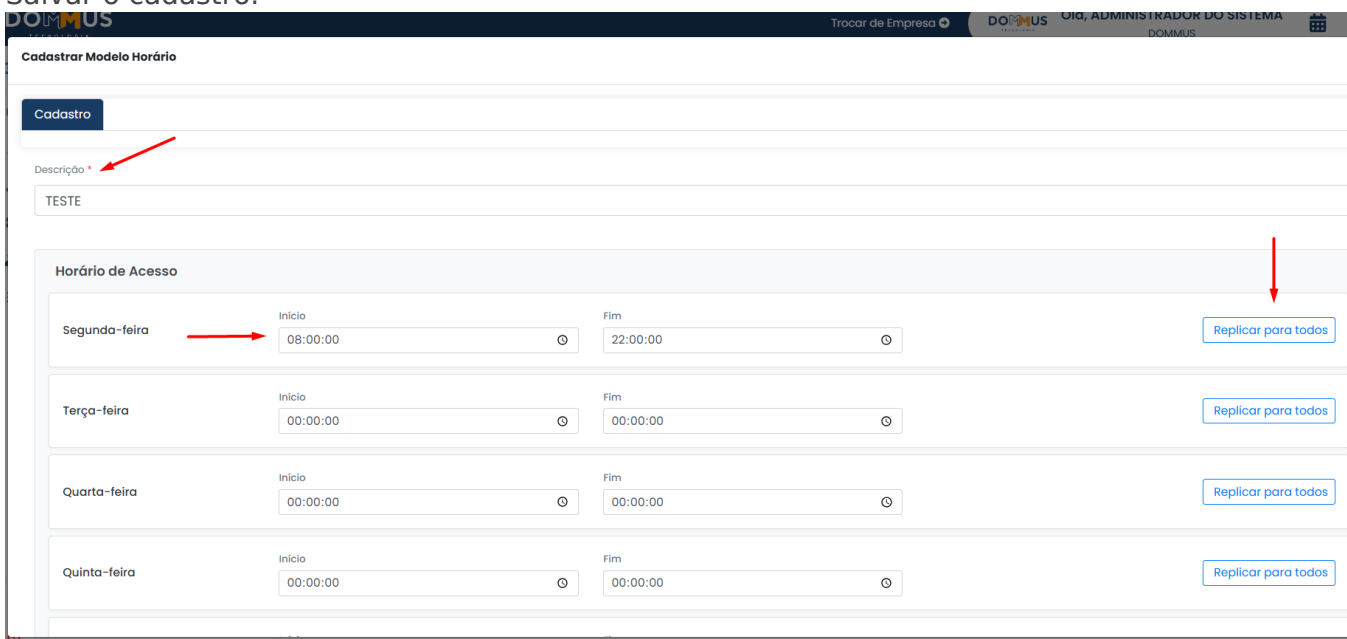 Salvar o cadastro.
DOMMUS
TECNOLOGIA
Trocar de Empresa
DOMMUS
Olá, ADMINISTRADOR DO SISTEMA
DOMMUS
Cadastrar Modelo Horário
Cadastro
Descrição *
TESTE
Horário de Acesso
Segunda-feira
Início
08:00:00
Fim
22:00:00
Replicar para todos
Terça-feira
Início
00:00:00
Fim
00:00:00
Replicar para todos
Quarta-feira
Início
00:00:00
Fim
00:00:00
Replicar para todos
Quinta-feira
Início
00:00:00
Fim
00:00:00
Replicar para todos